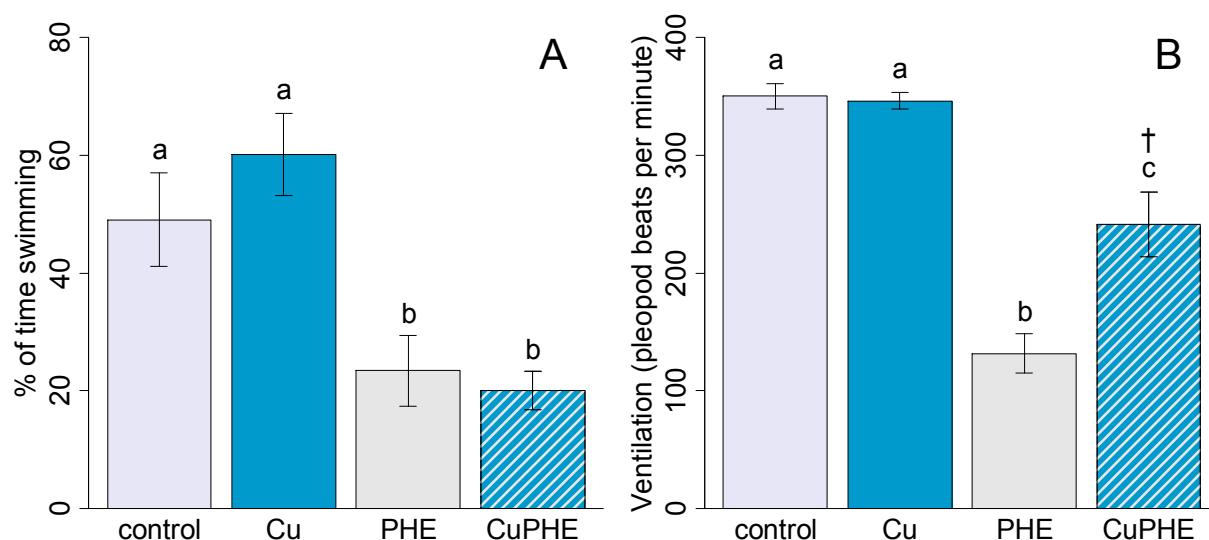 A
% of time swimming
80
60
40
20
0
a
a
b
b
control
Cu
PHE
CuPHE
B
Ventilation (pleopod beats per minute)
400
300
200
100
0
a
a
b
†
c
control
Cu
PHE
CuPHE